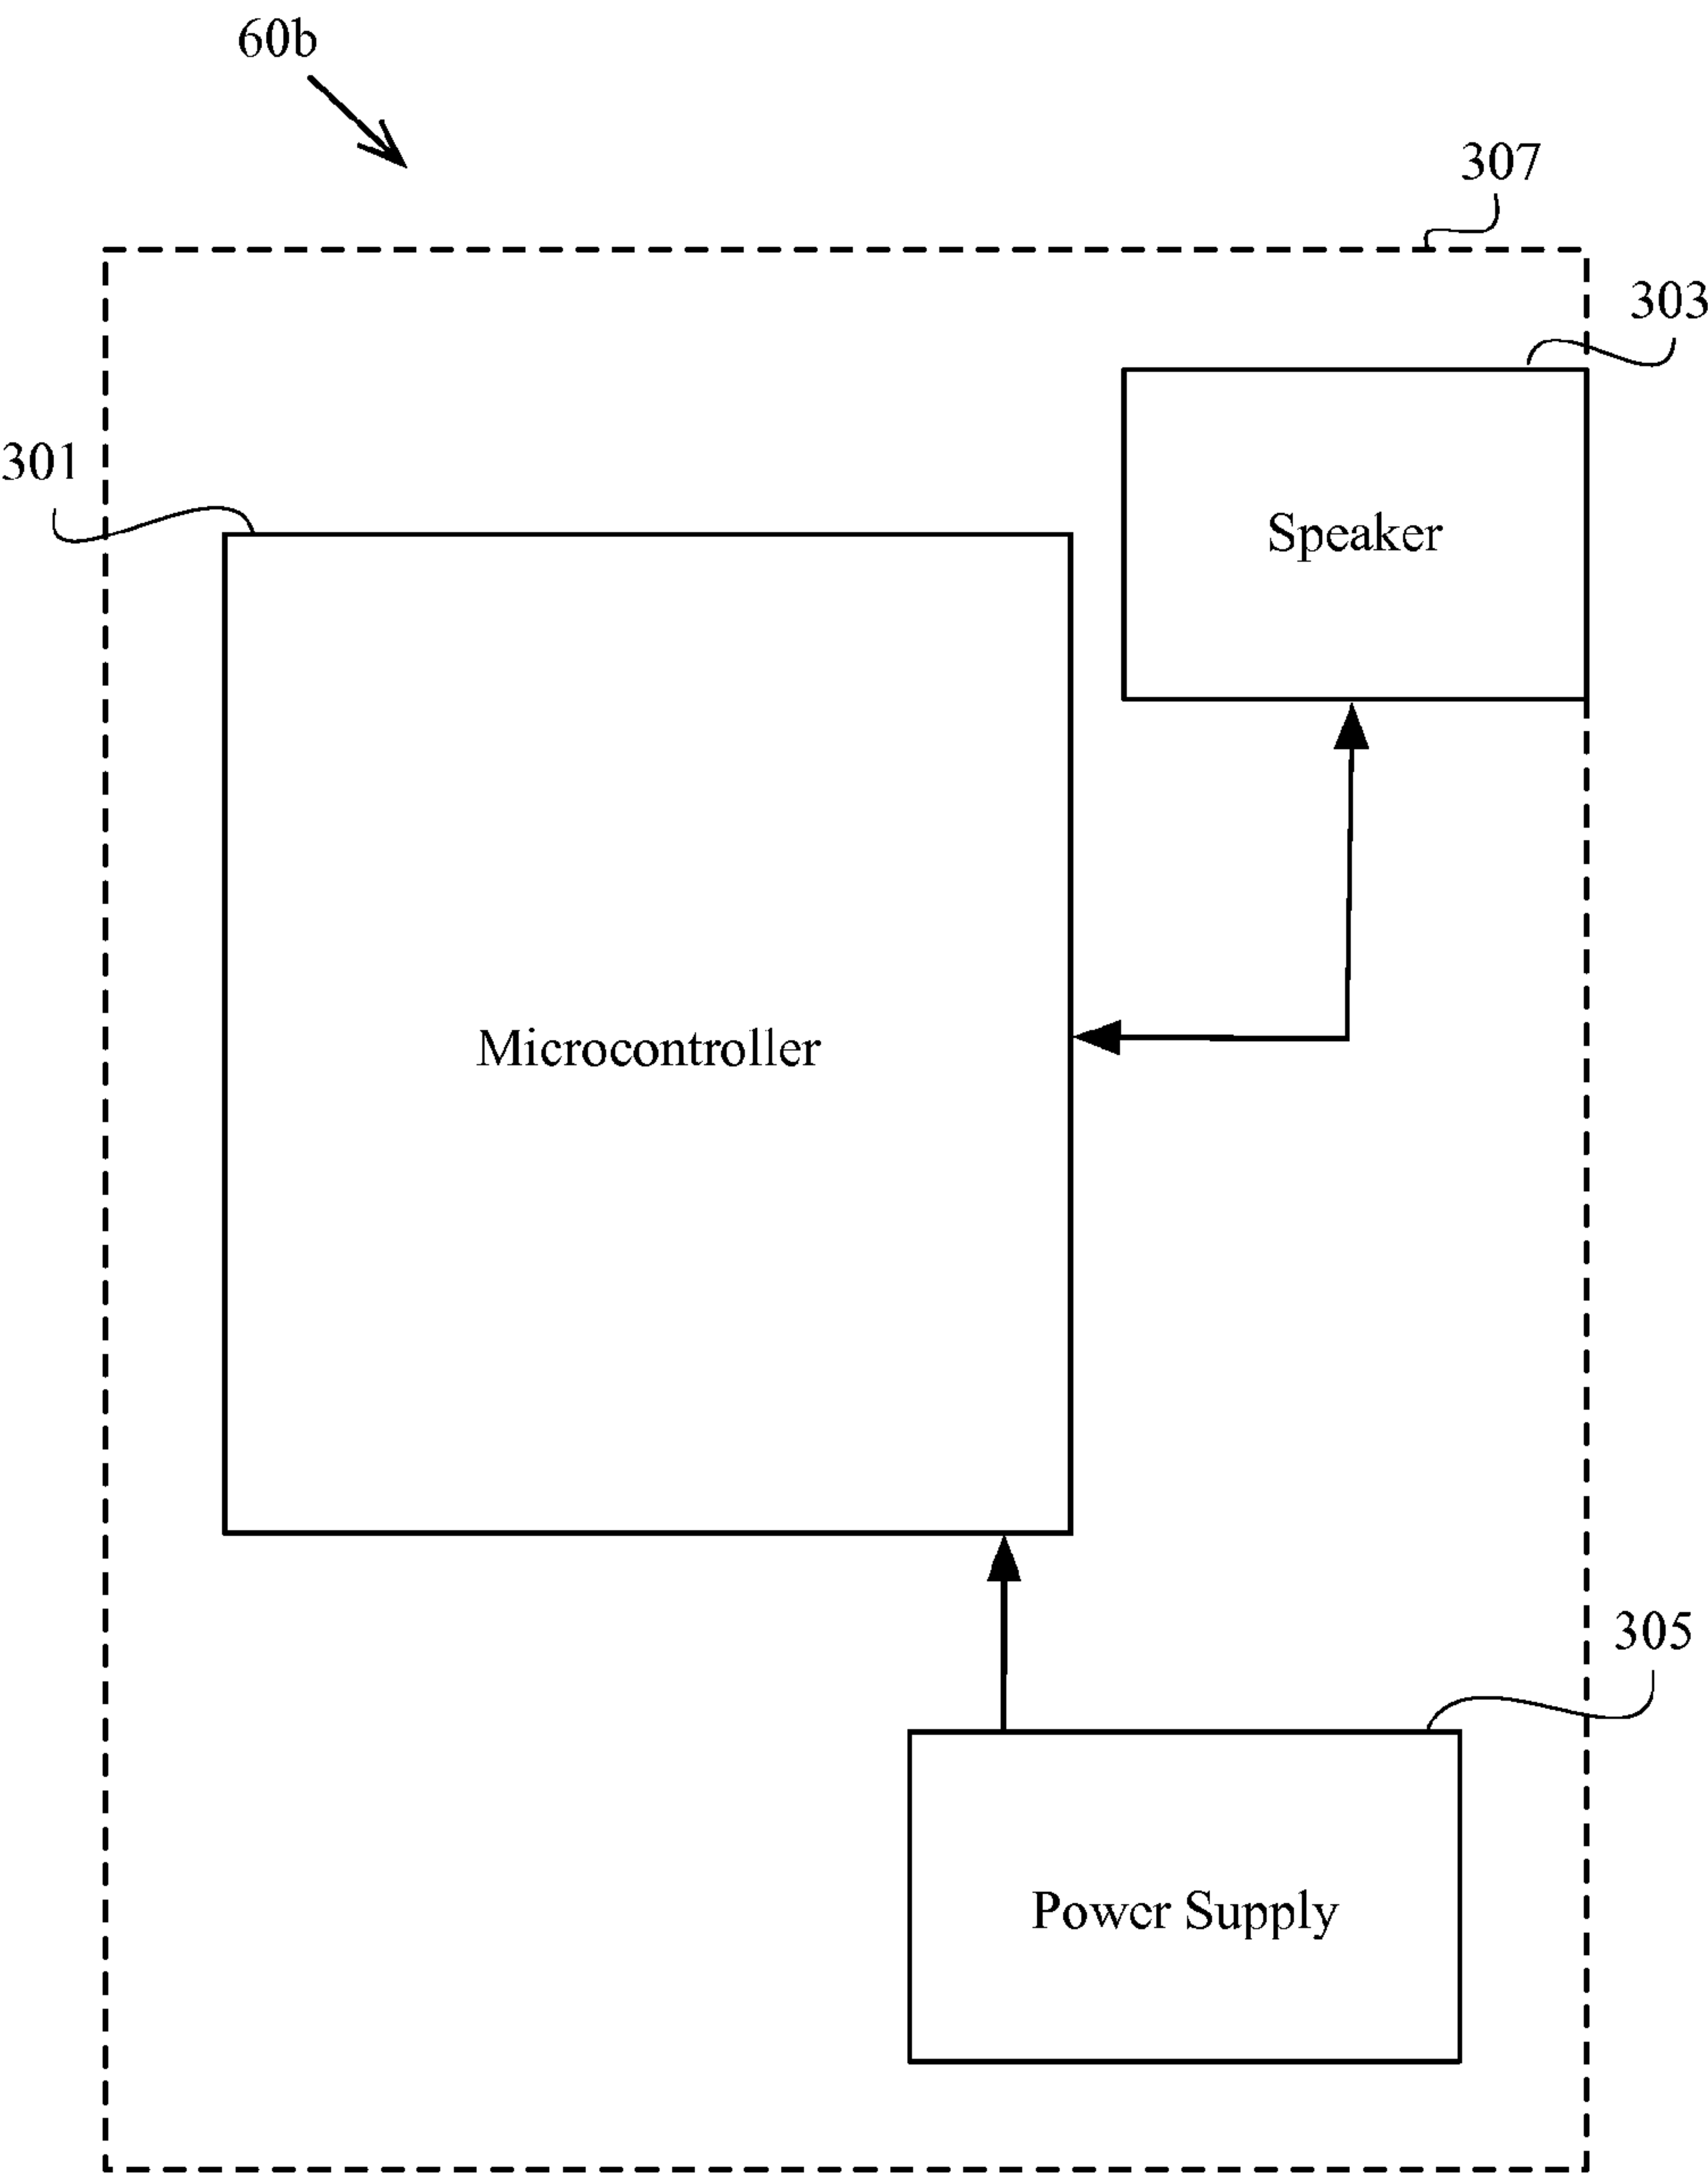 60b
307
303
301
Speaker
Microcontroller
305
Power Supply